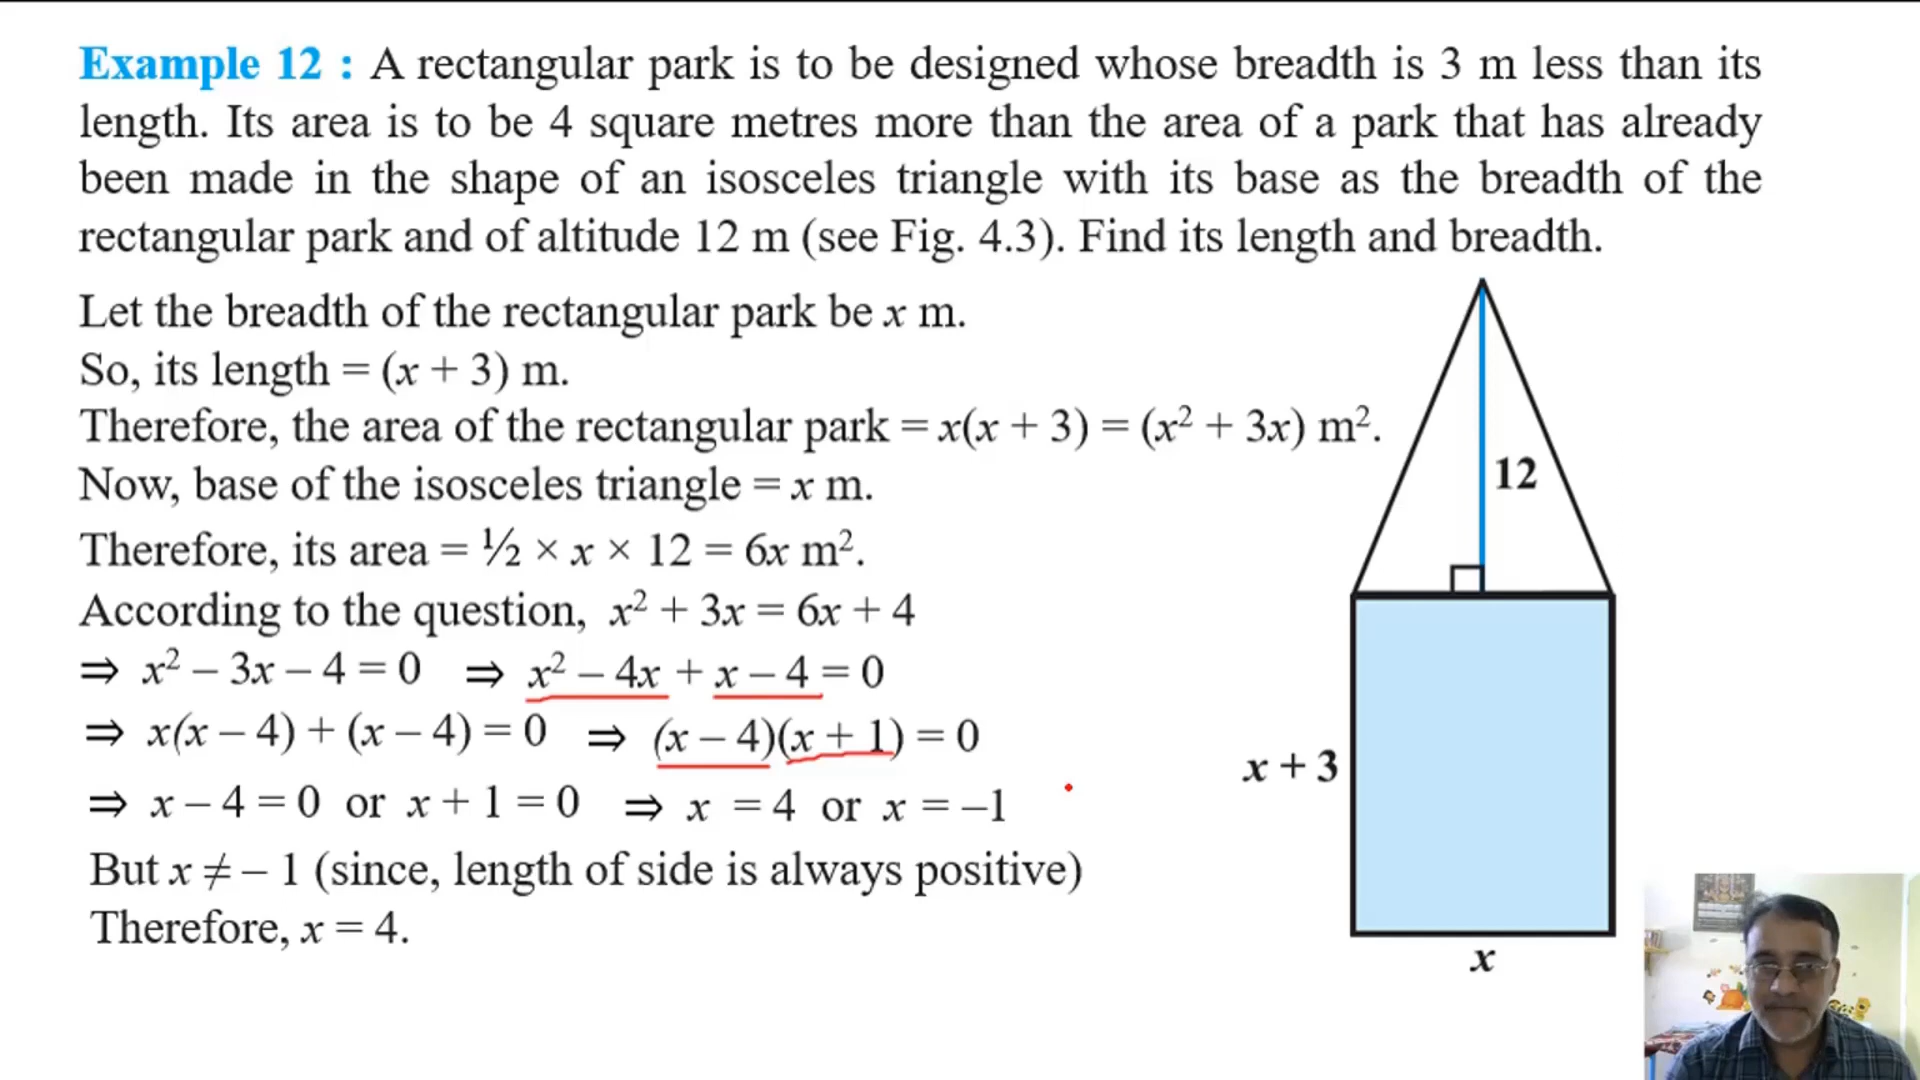 Example 12 : A rectangular park is to be designed whose breadth is 3 m less than its
length. Its area is to be 4 square metres more than the area of a park that has already
been made in the shape of an isosceles triangle with its base as the breadth of the
rectangular park and of altitude 12 m (see Fig. 4.3). Find its length and breadth.
Let the breadth of the rectangular park be x m.
So, its length = (x + 3) m.
Therefore, the area of the rectangular park = x(x + 3) = (x² + 3x) m².
Now, base of the isosceles triangle = x m.
Therefore, its area = ½ × x × 12 = 6x m².
According to the question, x² + 3x = 6x + 4
⇒ x² – 3x – 4 = 0 ⇒ x² – 4x + x – 4 = 0
⇒ x(x – 4) + (x – 4) = 0 ⇒ (x – 4)(x + 1) = 0
⇒ x – 4 = 0 or x + 1 = 0 ⇒ x = 4 or x = –1
But x ≠ – 1 (since, length of side is always positive)
Therefore, x = 4.
12
x + 3
x